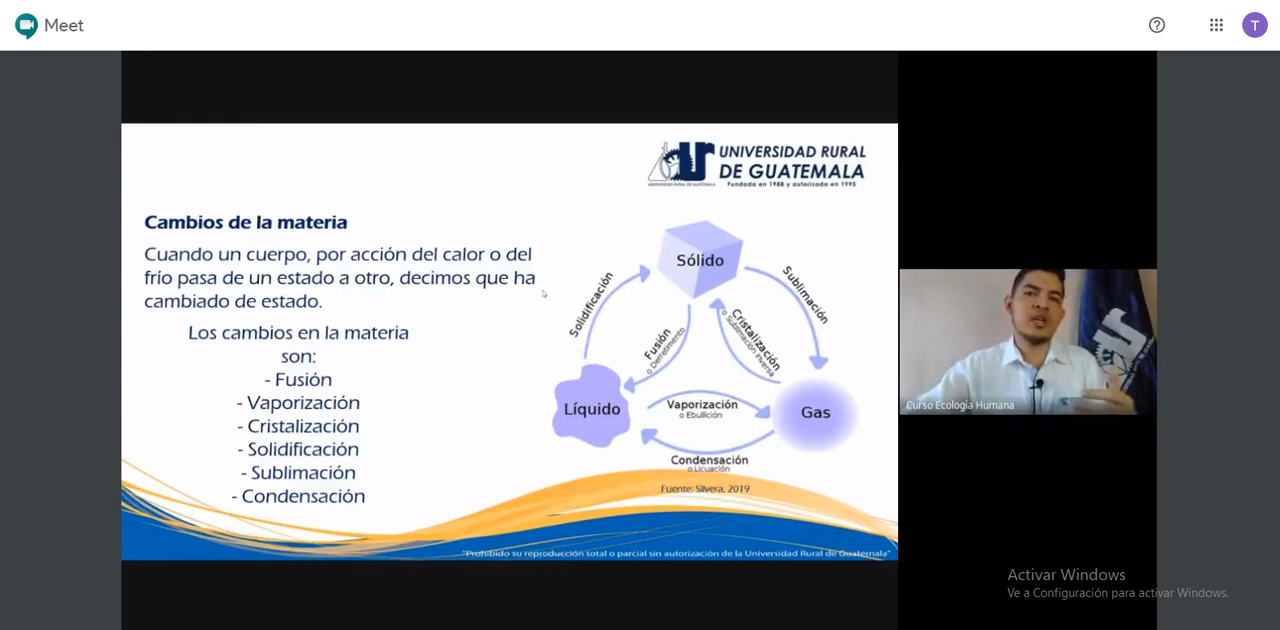 Meet
T
UNIVERSIDAD RURAL
DE GUATEMALA
Fundada en 1988 y autorizada en 1995
UNIVERSIDAD RURAL DE GUATEMALA
Cambios de la materia
Cuando un cuerpo, por acción del calor o del
frío pasa de un estado a otro, decimos que ha
cambiado de estado.
Los cambios en la materia
son:
- Fusión
- Vaporización
- Cristalización
- Solidificación
- Sublimación
- Condensación
Sólido
Solidificación
Sublimación
Fusión
o Derretimiento
Cristalización
o Sublimación inversa
Líquido
Vaporización
o Ebullición
Gas
Condensación
o Licuación
Fuente: Silvera, 2019
"Prohibido su reproducción total o parcial sin autorización de la Universidad Rural de Guatemala"
Curso Ecología Humana
Activar Windows
Ve a Configuración para activar Windows.